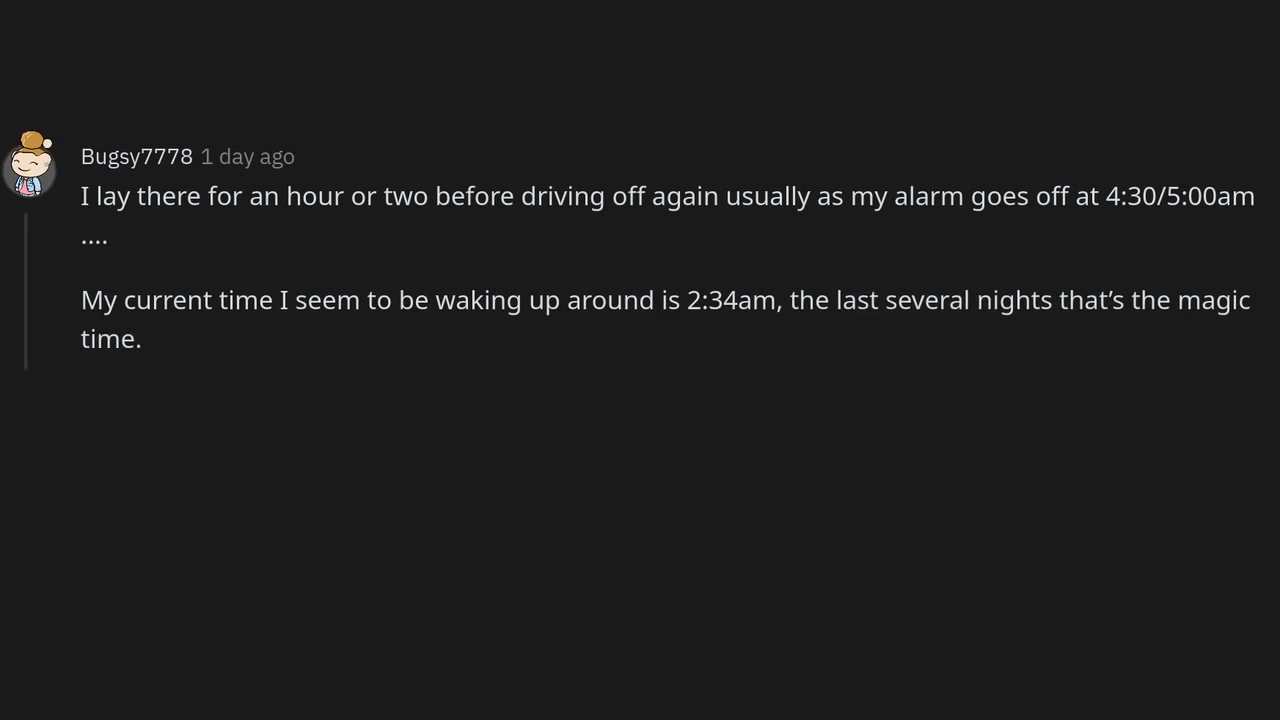 Bugsy7778 1 day ago
I lay there for an hour or two before driving off again usually as my alarm goes off at 4:30/5:00am
....
My current time I seem to be waking up around is 2:34am, the last several nights that’s the magic
time.